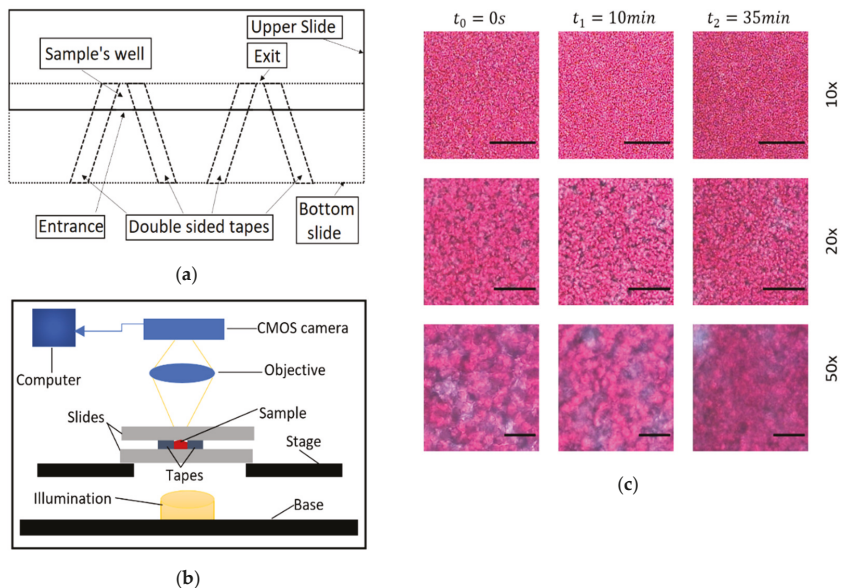 Upper Slide
Sample's well
Exit
Entrance
Double sided tapes
Bottom
slide
(a)
CMOS camera
Computer
Objective
Slides
Sample
Stage
Tapes
Illumination
Base
(b)
t₀ = 0s
t₁ = 10min
t₂ = 35min
10x
20x
50x
(c)